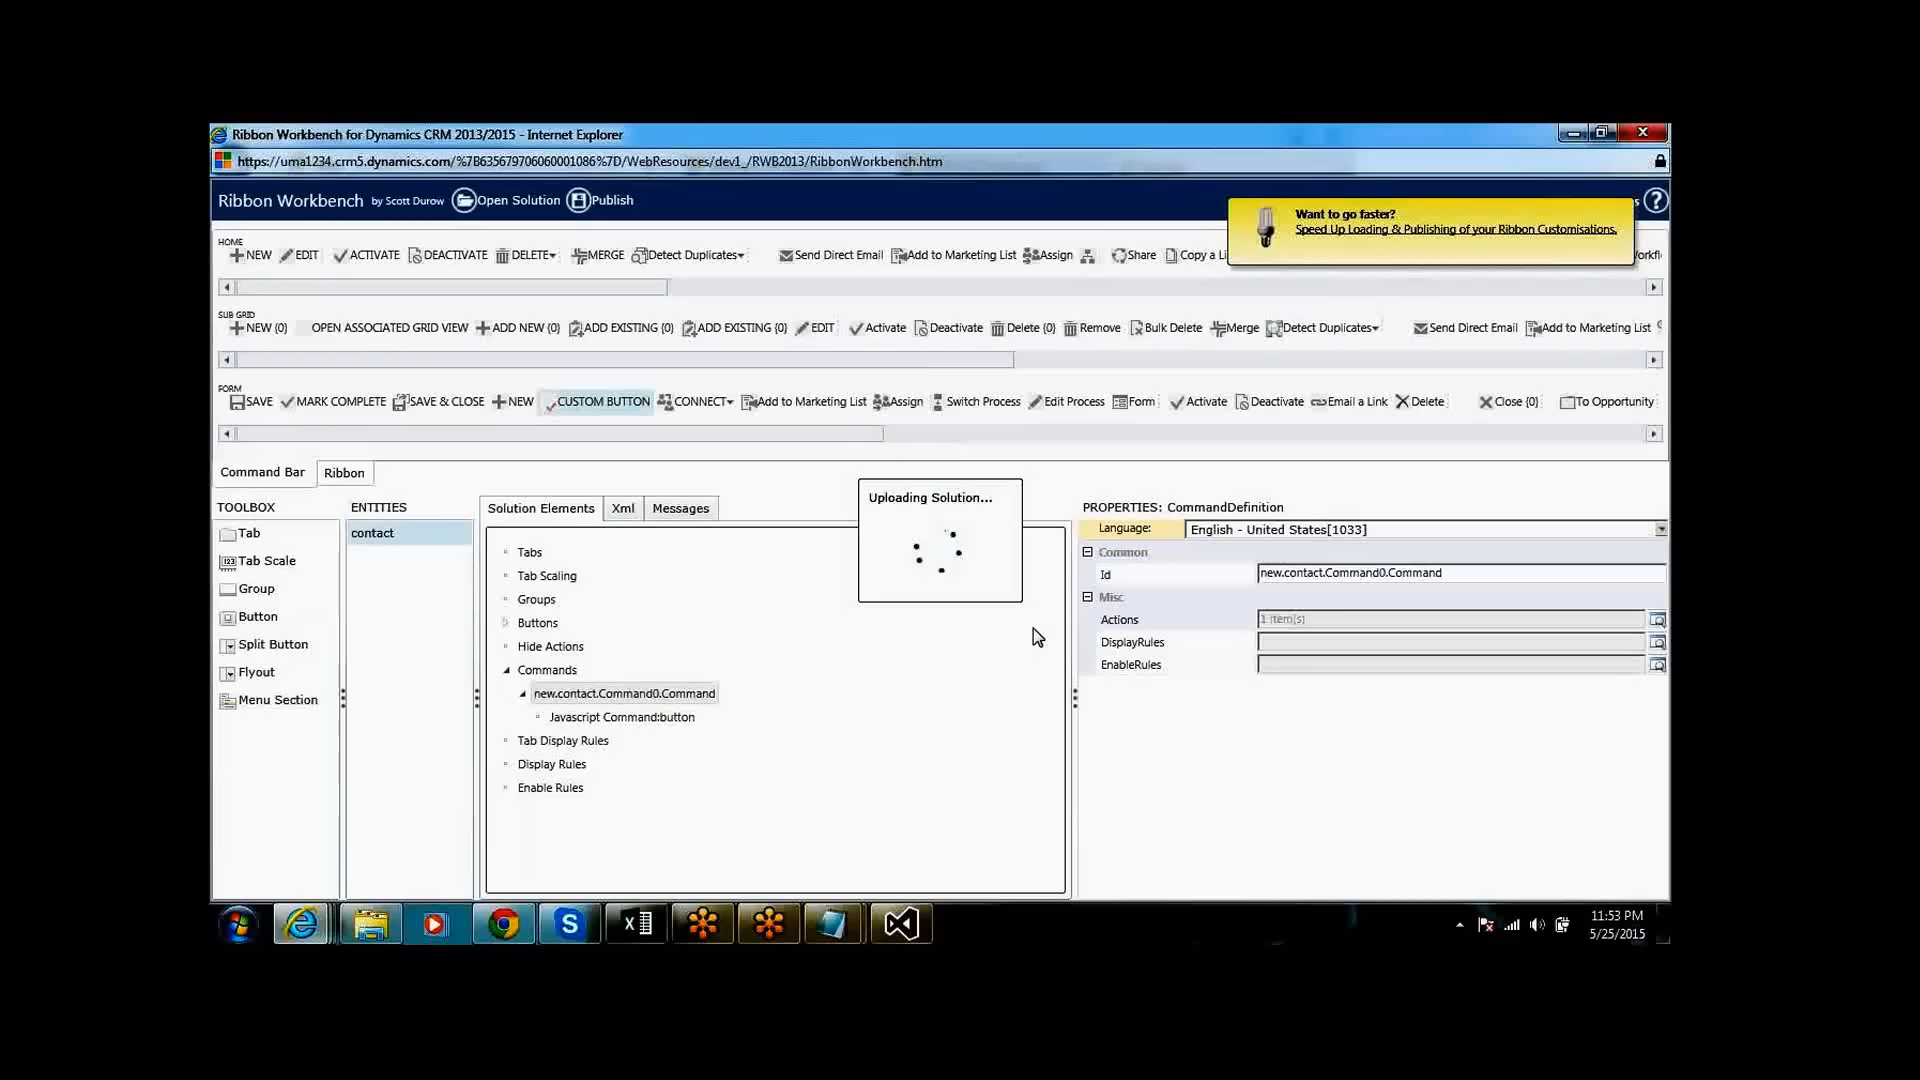 Ribbon Workbench for Dynamics CRM 2013/2015 - Internet Explorer
https://uma1234.crm5.dynamics.com/%7B635679706060001086%7D/WebResources/dev1_/RWB2013/RibbonWorkbench.htm
Ribbon Workbench by Scott Durow Open Solution Publish
Want to go faster?
Speed Up Loading & Publishing of your Ribbon Customisations.
HOME
NEW EDIT ACTIVATE DEACTIVATE DELETE MERGE Detect Duplicates Send Direct Email Add to Marketing List Assign Share Copy a Li
SUB GRID
NEW {0} OPEN ASSOCIATED GRID VIEW ADD NEW {0} ADD EXISTING {0} ADD EXISTING {0} EDIT Activate Deactivate Delete {0} Remove Bulk Delete Merge Detect Duplicates Send Direct Email Add to Marketing List
FORM
SAVE MARK COMPLETE SAVE & CLOSE NEW CUSTOM BUTTON CONNECT Add to Marketing List Assign Switch Process Edit Process Form Activate Deactivate Email a Link Delete Close {0} To Opportunity
Command Bar Ribbon
TOOLBOX
Tab
Tab Scale
Group
Button
Split Button
Flyout
Menu Section
ENTITIES
contact
Solution Elements Xml Messages
Tabs
Tab Scaling
Groups
Buttons
Hide Actions
Commands
new.contact.Command0.Command
Javascript Command:button
Tab Display Rules
Display Rules
Enable Rules
Uploading Solution...
PROPERTIES: CommandDefinition
Language: English - United States[1033]
Common
Id new.contact.Command0.Command
Misc
Actions 1 item(s)
DisplayRules
EnableRules
11:53 PM
5/25/2015